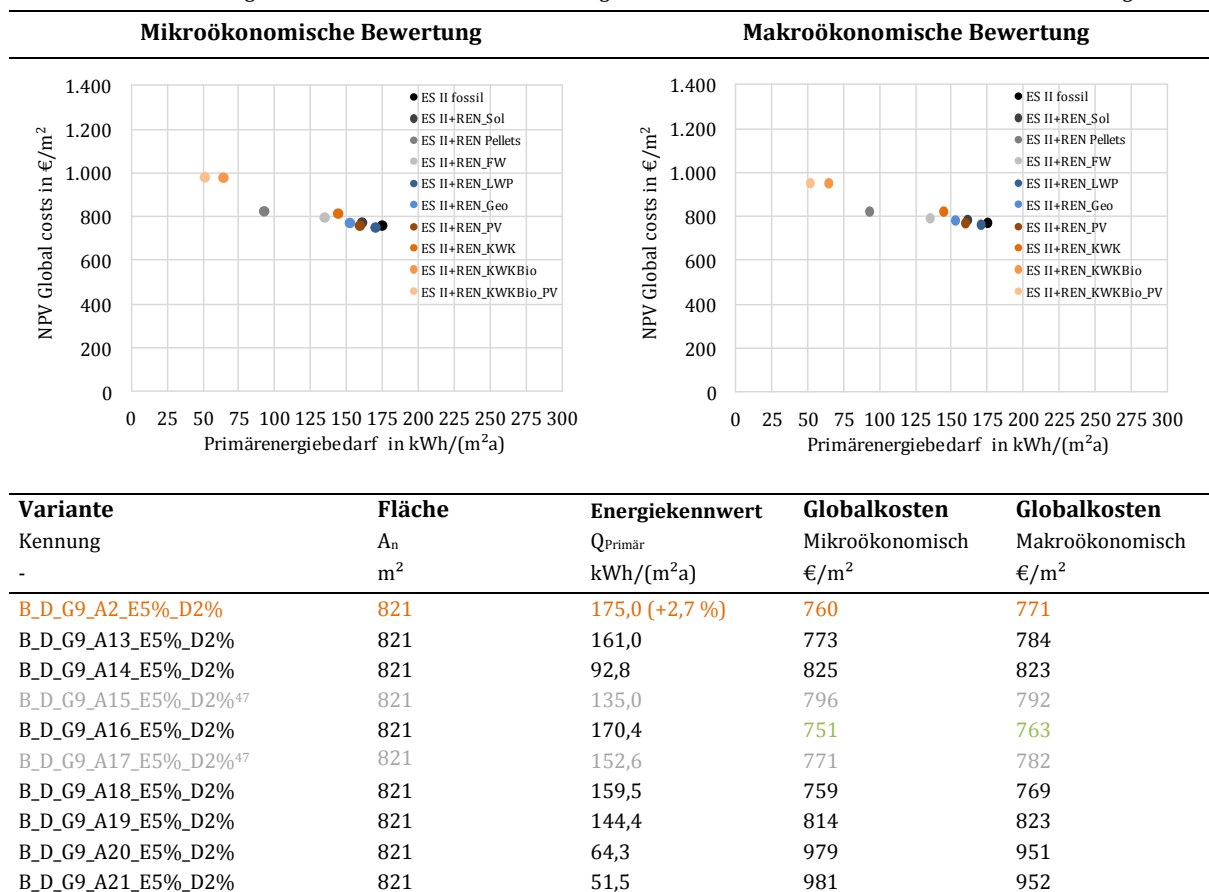 Mikroökonomische Bewertung Makroökonomische Bewertung
NPV Global costs in €/m²
1.400
1.200
1.000
800
600
400
200
0
0 25 50 75 100 125 150 175 200 225 250 275 300
Primärenergiebedarf in kWh/(m²a)
ES II fossil
ES II+REN_Sol
ES II+REN Pellets
ES II+REN_FW
ES II+REN_LWP
ES II+REN_Geo
ES II+REN_PV
ES II+REN_KWK
ES II+REN_KWKBio
ES II+REN_KWKBio_PV
NPV Global costs in €/m²
1.400
1.200
1.000
800
600
400
200
0
0 25 50 75 100 125 150 175 200 225 250 275 300
Primärenergiebedarf in kWh/(m²a)
ES II fossil
ES II+REN_Sol
ES II+REN Pellets
ES II+REN_FW
ES II+REN_LWP
ES II+REN_Geo
ES II+REN_PV
ES II+REN_KWK
ES II+REN_KWKBio
ES II+REN_KWKBio_PV
Variante Fläche Energiekennwert Globalkosten Globalkosten
Kennung Aₙ Q_Primär Mikroökonomisch Makroökonomisch
- m² kWh/(m²a) €/m² €/m²
B_D_G9_A2_E5%_D2% 821 175,0 (+2,7 %) 760 771
B_D_G9_A13_E5%_D2% 821 161,0 773 784
B_D_G9_A14_E5%_D2% 821 92,8 825 823
B_D_G9_A15_E5%_D2%⁴⁷ 821 135,0 796 792
B_D_G9_A16_E5%_D2% 821 170,4 751 763
B_D_G9_A17_E5%_D2%⁴⁷ 821 152,6 771 782
B_D_G9_A18_E5%_D2% 821 159,5 759 769
B_D_G9_A19_E5%_D2% 821 144,4 814 823
B_D_G9_A20_E5%_D2% 821 64,3 979 951
B_D_G9_A21_E5%_D2% 821 51,5 981 952